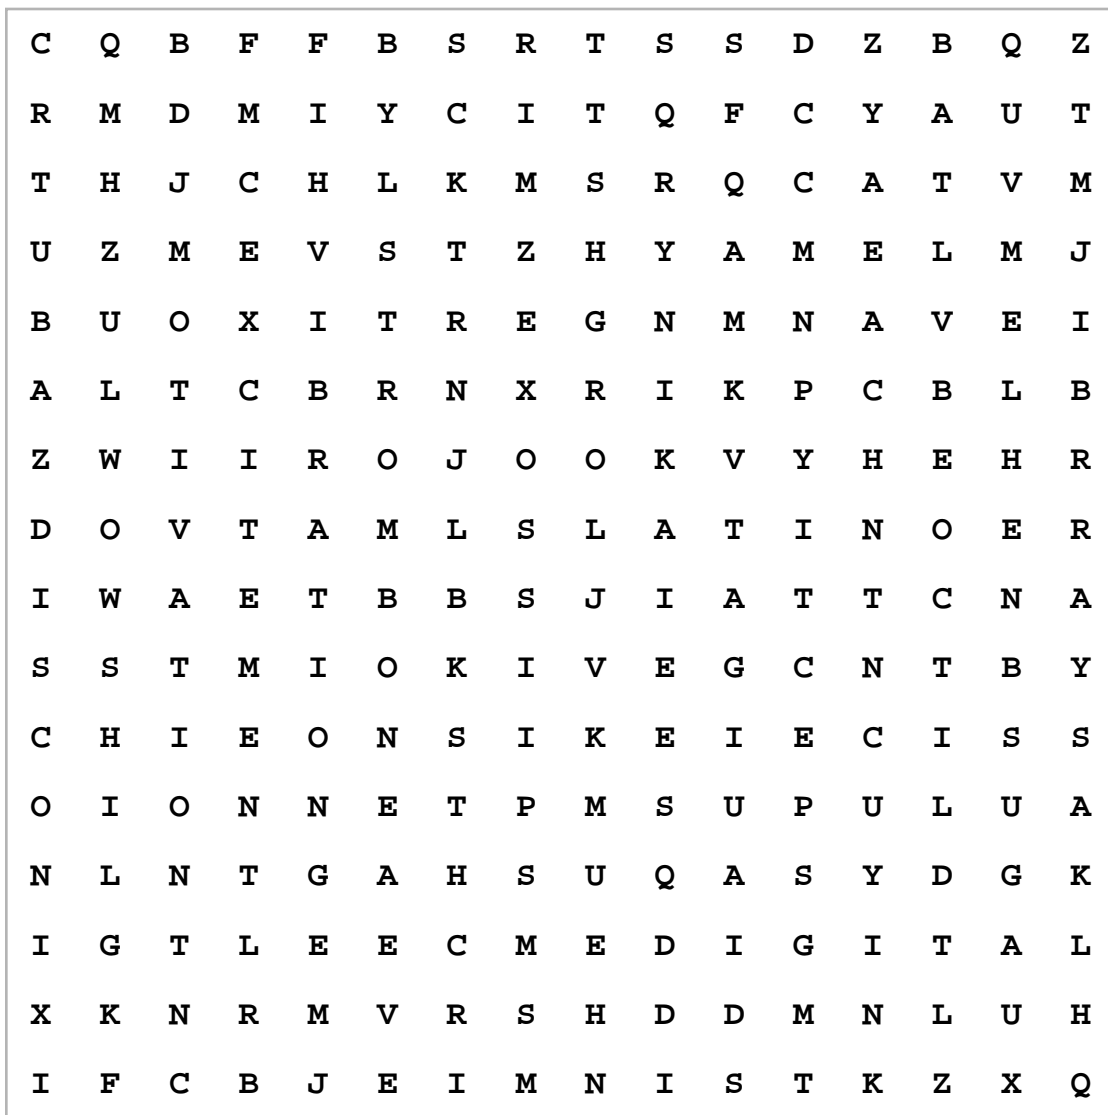 C Q B F F B S R T S S D Z B Q Z
R M D M I Y C I T Q F C Y A U T
T H J C H L K M S R Q C A T V M
U Z M E V S T Z H Y A M E L M J
B U O X I T R E G N M N A V E I
A L T C B R N X R I K P C B L B
Z W I I R O J O O K V Y H E H R
D O V T A M L S L A T I N O E R
I W A E T B B S J I A T T C N A
S S T M I O K I V E G C N T B Y
C H I E O N S I K E I E C I S S
O I O N N E T P M S U P U L U A
N L N T G A H S U Q A S Y D G K
I G T L E E C M E D I G I T A L
X K N R M V R S H D D M N L U H
I F C B J E I M N I S T K Z X Q